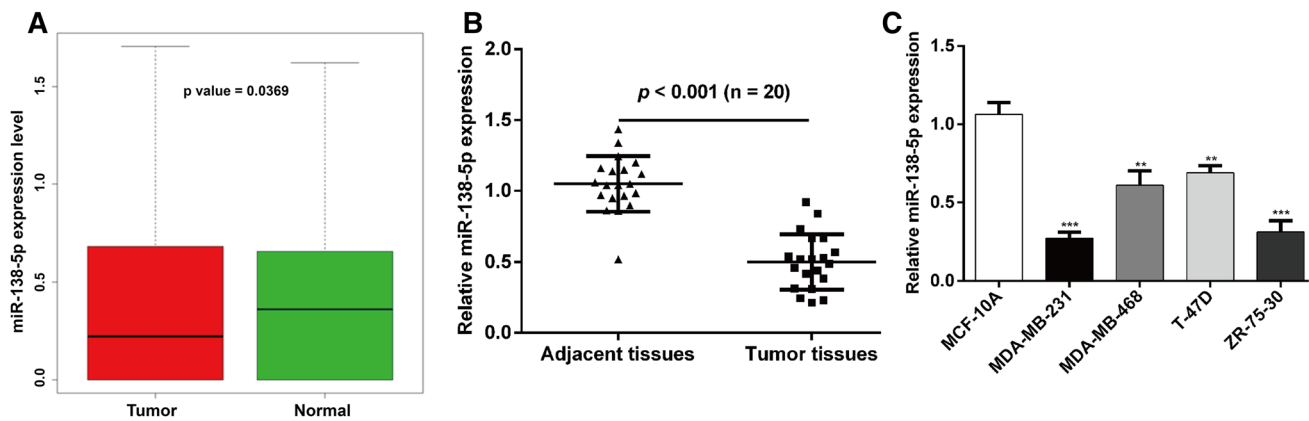 A
miR-138-5p expression level
1.5
1.0
0.5
0.0
p value = 0.0369
Tumor
Normal
B
Relative miR-138-5p expression
2.0
1.5
1.0
0.5
0.0
p < 0.001 (n = 20)
Adjacent tissues
Tumor tissues
C
Relative miR-138-5p expression
1.5
1.0
0.5
0.0
***
**
**
***
MCF-10A
MDA-MB-231
MDA-MB-468
T-47D
ZR-75-30